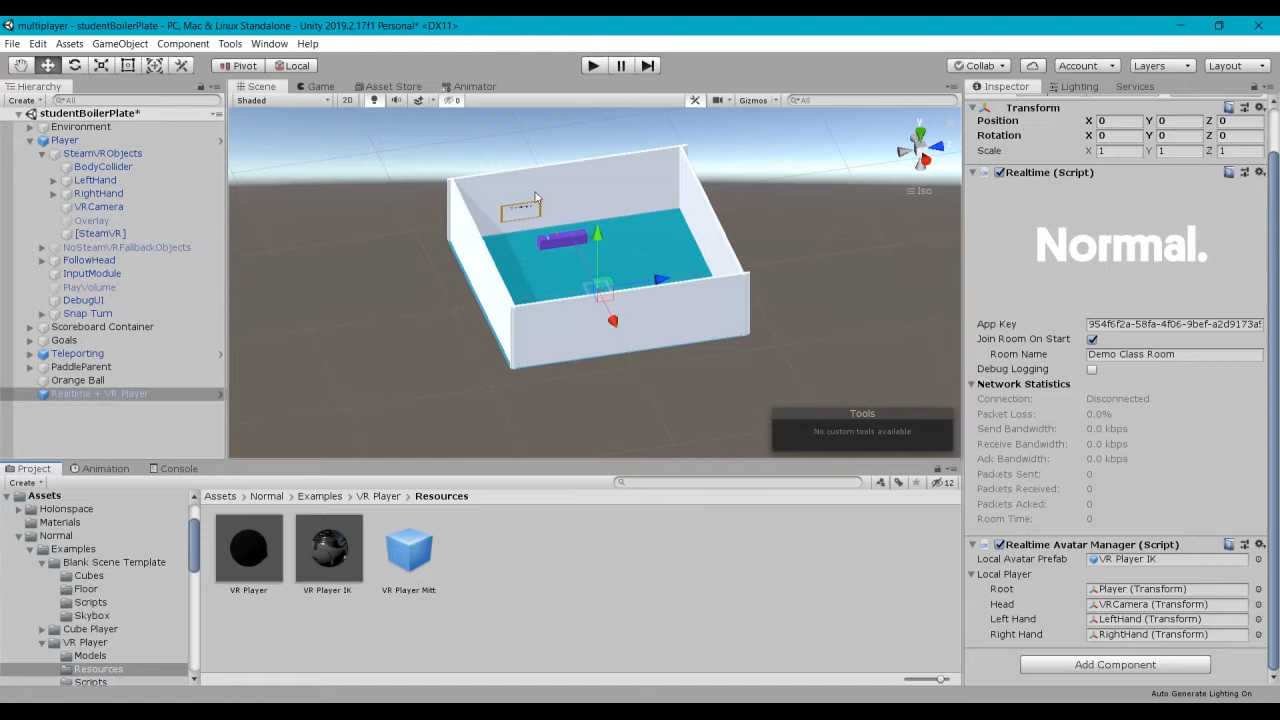 multiplayer - studentBoilerPlate - PC, Mac & Linux Standalone - Unity 2019.2.17f1 Personal* <DX11>
File Edit Assets GameObject Component Tools Window Help
Pivot Local Collab Account Layers Layout
Hierarchy Scene Game Asset Store Animator Inspector Lighting Services
Create All Shaded 2D 0 Gizmos All
studentBoilerPlate*
Environment
Player
SteamVRObjects
BodyCollider
LeftHand
RightHand
VRCamera
Overlay
[SteamVR]
NoSteamVRFallbackObjects
FollowHead
InputModule
PlayVolume
DebugUI
Snap Turn
Scoreboard Container
Goals
Teleporting
PaddleParent
Orange Ball
Realtime + VR Player
y
Iso
Tools
No custom tools available
Transform
Position X 0 Y 0 Z 0
Rotation X 0 Y 0 Z 0
Scale X 1 Y 1 Z 1
Realtime (Script)
Normal.
App Key
Join Room On Start
Room Name Demo Class Room
Debug Logging
Network Statistics
Connection: Disconnected
Packet Loss: 0.0%
Send Bandwidth: 0.0 kbps
Receive Bandwidth: 0.0 kbps
Ack Bandwidth: 0.0 kbps
Packets Sent: 0
Packets Received: 0
Packets Acked: 0
Room Time: 0
Realtime Avatar Manager (Script)
Local Avatar Prefab VR Player IK
Local Player
Root Player (Transform)
Head VRCamera (Transform)
Left Hand LeftHand (Transform)
Right Hand RightHand (Transform)
Add Component
Auto Generate Lighting On
Project Animation Console
Create 12
Assets
Holonspace
Materials
Normal
Examples
Blank Scene Template
Cubes
Floor
Scripts
Skybox
Cube Player
VR Player
Models
Resources
Scripts
Assets Normal Examples VR Player Resources
VR Player VR Player IK VR Player Mitt